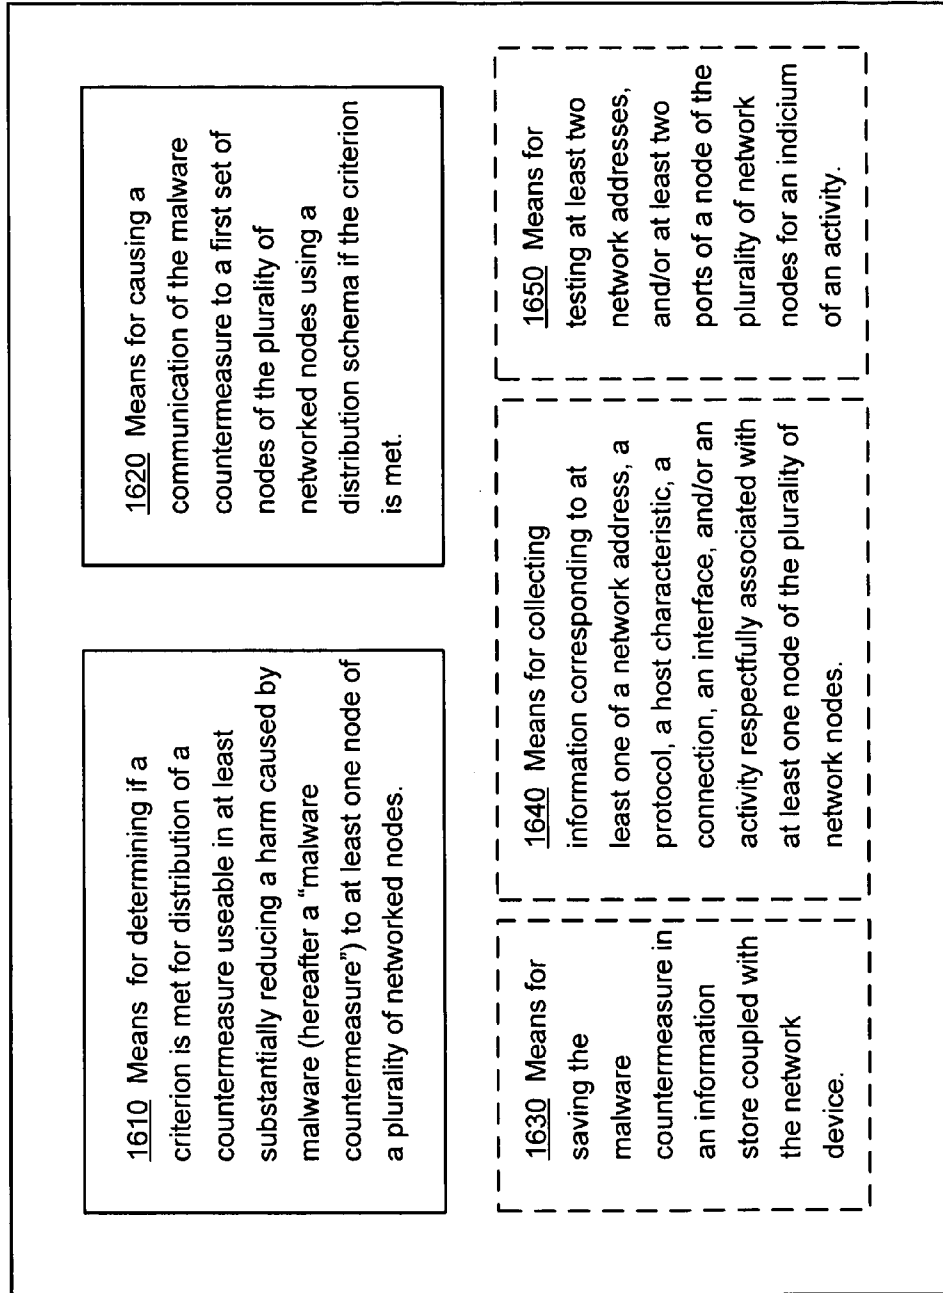 1610 Means for determining if a
criterion is met for distribution of a
countermeasure useable in at least
substantially reducing a harm caused by
malware (hereafter a “malware
countermeasure”) to at least one node of
a plurality of networked nodes.
1620 Means for causing a
communication of the malware
countermeasure to a first set of
nodes of the plurality of
networked nodes using a
distribution schema if the criterion
is met.
1630 Means for
saving the
malware
countermeasure in
an information
store coupled with
the network
device.
1640 Means for collecting
information corresponding to at
least one of a network address, a
protocol, a host characteristic, a
connection, an interface, and/or an
activity respectfully associated with
at least one node of the plurality of
network nodes.
1650 Means for
testing at least two
network addresses,
and/or at least two
ports of a node of the
plurality of network
nodes for an indicium
of an activity.